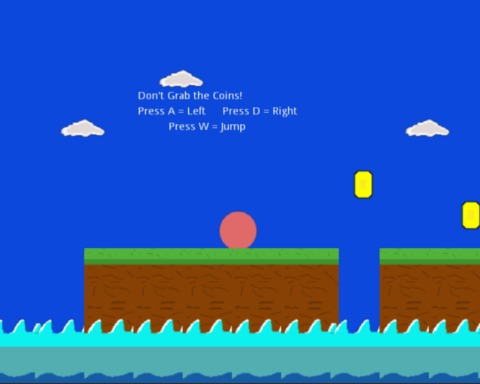 Don't Grab the Coins!
Press A = Left Press D = Right
Press W = Jump